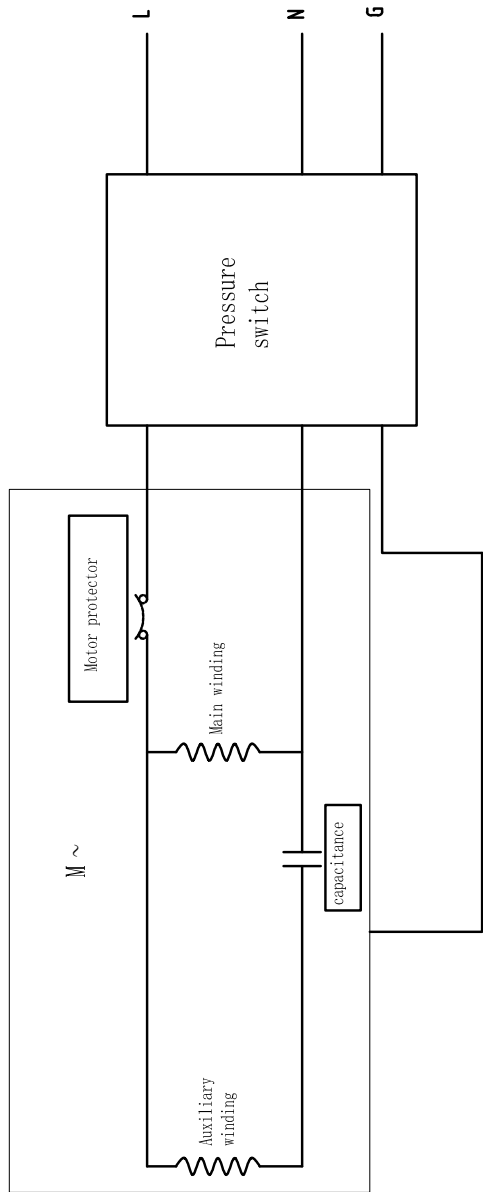 L
N
G
Pressure
switch
Motor protector
Main winding
M ~
capacitance
Auxiliary
winding